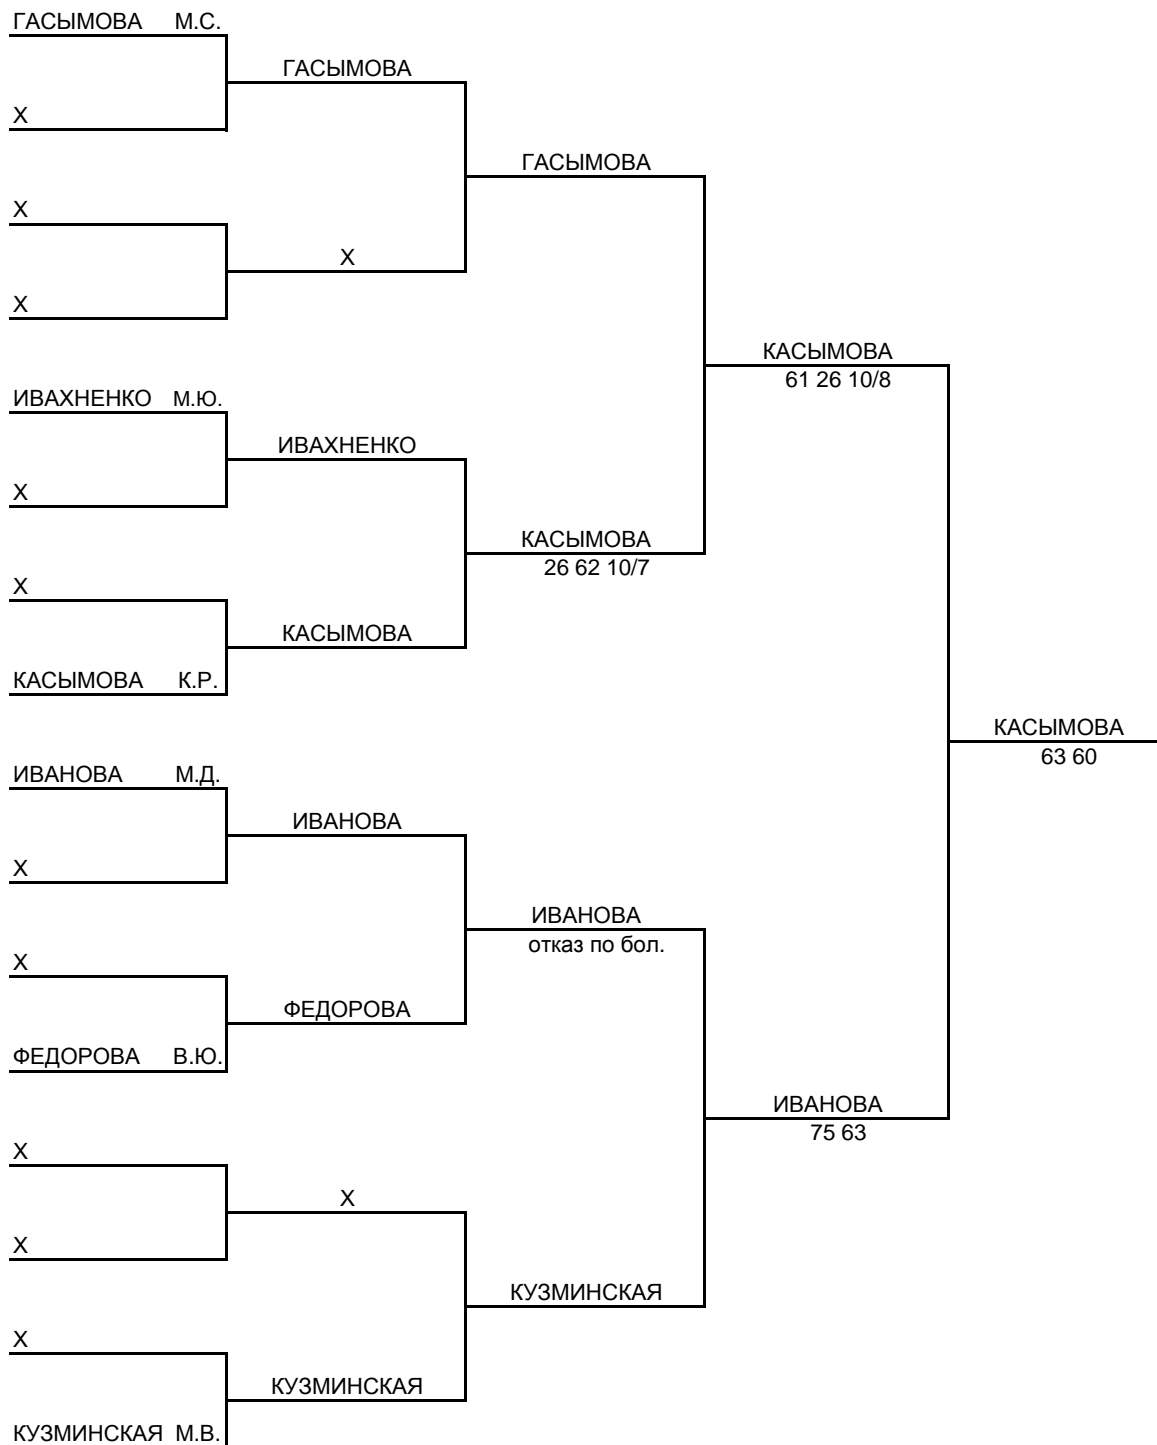 ГАСЫМОВА М.С.
ГАСЫМОВА
X
ГАСЫМОВА
X
X
X
КАСЫМОВА
61 26 10/8
ИВАХНЕНКО М.Ю.
ИВАХНЕНКО
X
КАСЫМОВА
26 62 10/7
X
КАСЫМОВА
КАСЫМОВА К.Р.
КАСЫМОВА
63 60
ИВАНОВА М.Д.
ИВАНОВА
X
ИВАНОВА
отказ по бол.
X
ФЕДОРОВА
ФЕДОРОВА В.Ю.
ИВАНОВА
75 63
X
X
X
КУЗМИНСКАЯ
X
КУЗМИНСКАЯ
КУЗМИНСКАЯ М.В.